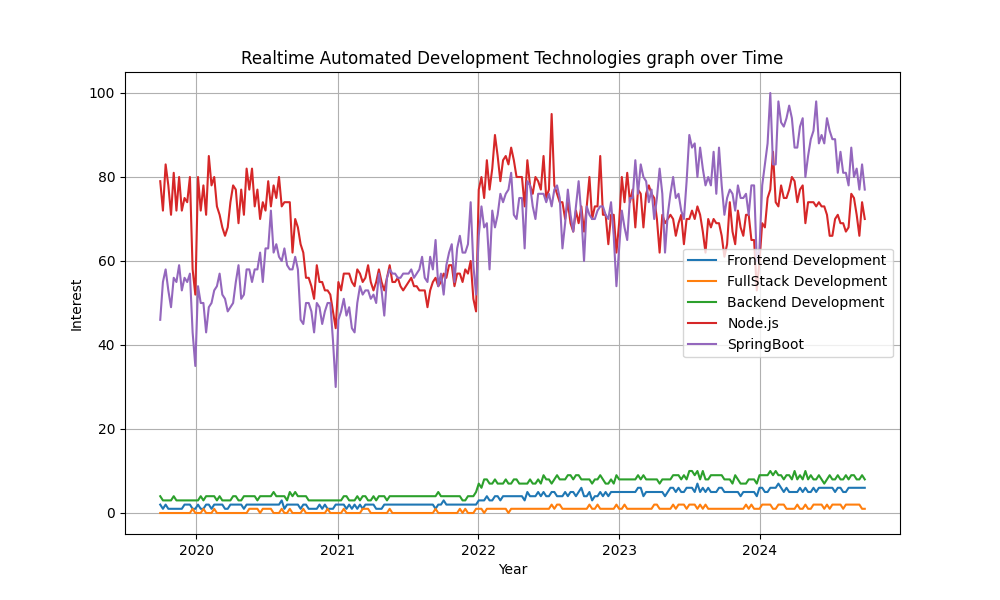 Realtime Automated Development Technologies graph over Time
100
80
60
40
20
0
Interest
2020
2021
2022
2023
2024
Year
Frontend Development
FullStack Development
Backend Development
Node.js
SpringBoot